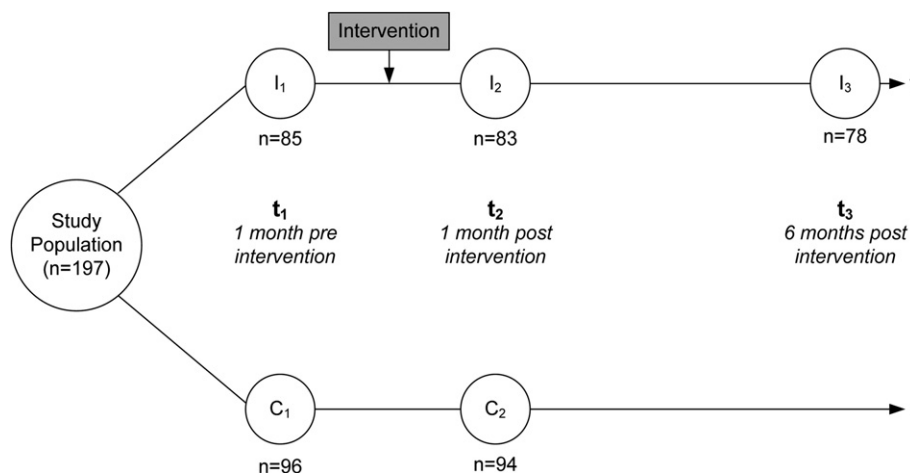 Intervention
I₁
I₂
I₃
n=85
n=83
n=78
Study
Population
(n=197)
t₁
1 month pre
intervention
t₂
1 month post
intervention
t₃
6 months post
intervention
C₁
C₂
n=96
n=94